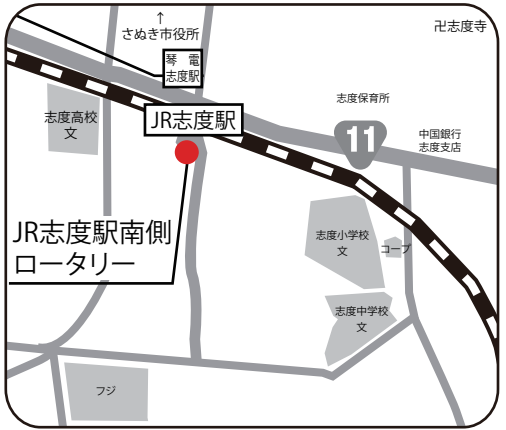 ↑
さぬき市役所
卍志度寺
琴電
志度駅
志度高校
文
JR志度駅
志度保育所
11
中国銀行
志度支店
JR志度駅南側
ロータリー
志度小学校
文
コープ
志度中学校
文
フジ